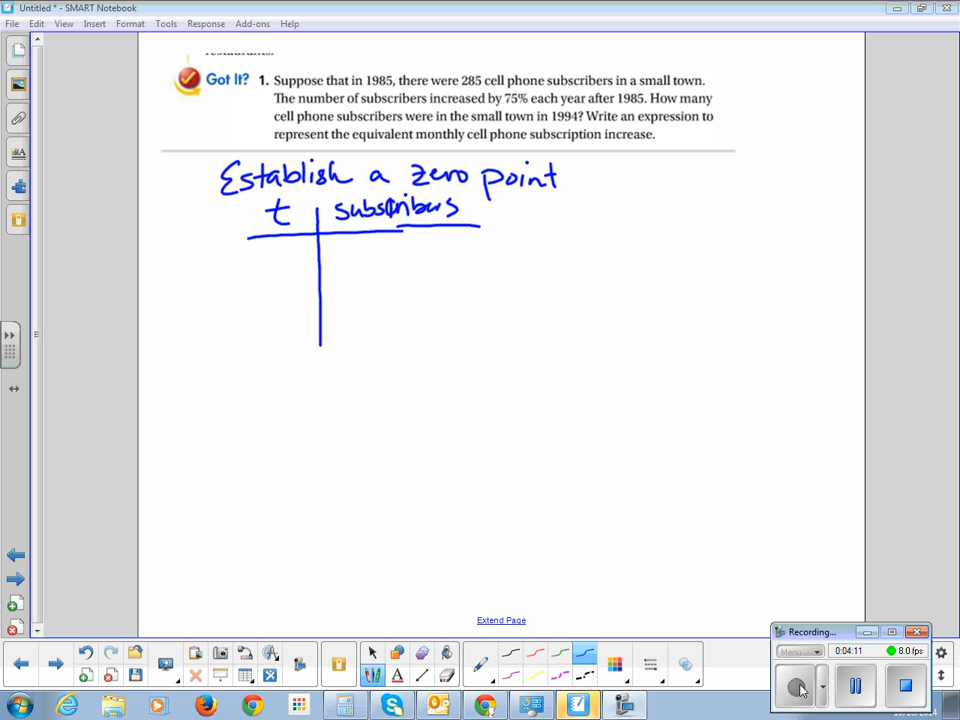 Untitled * - SMART Notebook
File Edit View Insert Format Tools Response Add-ons Help
restaurants.
Got It? 1. Suppose that in 1985, there were 285 cell phone subscribers in a small town.
The number of subscribers increased by 75% each year after 1985. How many
cell phone subscribers were in the small town in 1994? Write an expression to
represent the equivalent monthly cell phone subscription increase.
Establish a zero point
t subscribers
Extend Page
Recording...
Menu 0:04:11 8.0 fps